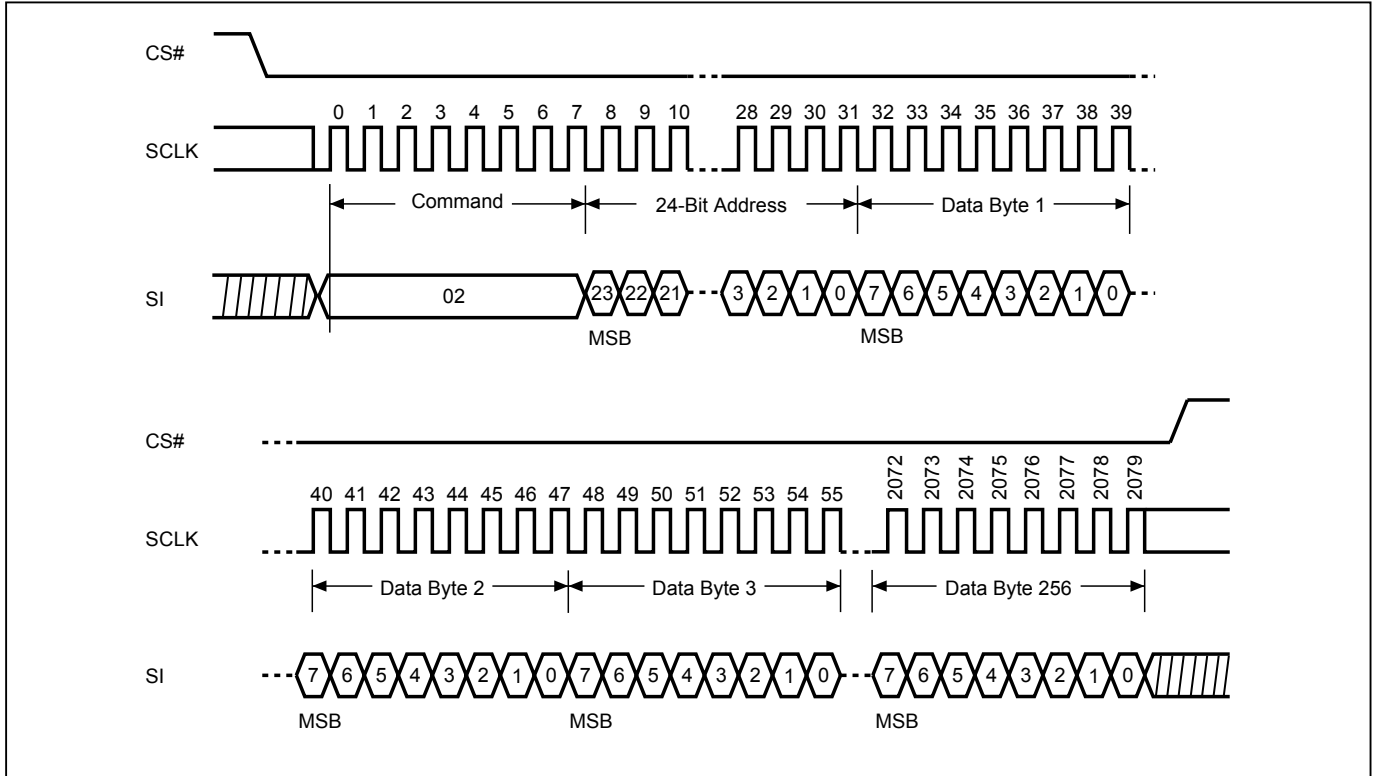 CS#
0 1 2 3 4 5 6 7 8 9 10 28 29 30 31 32 33 34 35 36 37 38 39
SCLK
Command 24-Bit Address Data Byte 1
SI 02 23 22 21 3 2 1 0 7 6 5 4 3 2 1 0
MSB MSB
CS#
40 41 42 43 44 45 46 47 48 49 50 51 52 53 54 55 2072 2073 2074 2075 2076 2077 2078 2079
SCLK
Data Byte 2 Data Byte 3 Data Byte 256
SI 7 6 5 4 3 2 1 0 7 6 5 4 3 2 1 0 7 6 5 4 3 2 1 0
MSB MSB MSB